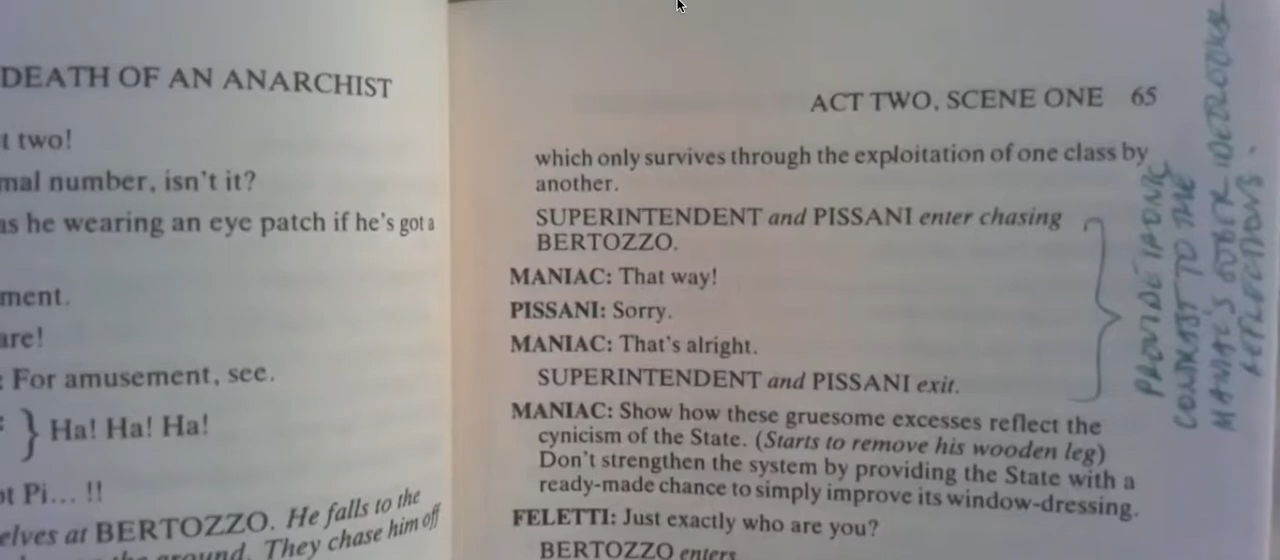 DEATH OF AN ANARCHIST
t two!
mal number, isn't it?
as he wearing an eye patch if he's got a
ment.
are!
: For amusement, see.
} Ha! Ha! Ha!
ot Pi... !!
elves at BERTOZZO. He falls to the
ground. They chase him off
ACT TWO, SCENE ONE 65
which only survives through the exploitation of one class by
another.
SUPERINTENDENT and PISSANI enter chasing
BERTOZZO.
MANIAC: That way!
PISSANI: Sorry.
MANIAC: That's alright.
SUPERINTENDENT and PISSANI exit.
MANIAC: Show how these gruesome excesses reflect the
cynicism of the State. (Starts to remove his wooden leg)
Don't strengthen the system by providing the State with a
ready-made chance to simply improve its window-dressing.
FELETTI: Just exactly who are you?
BERTOZZO enters
PROVIDE IRONIC
CONTRAST TO THE
MANIAC'S SOBER IDEOLOGICAL
REFLECTIONS.